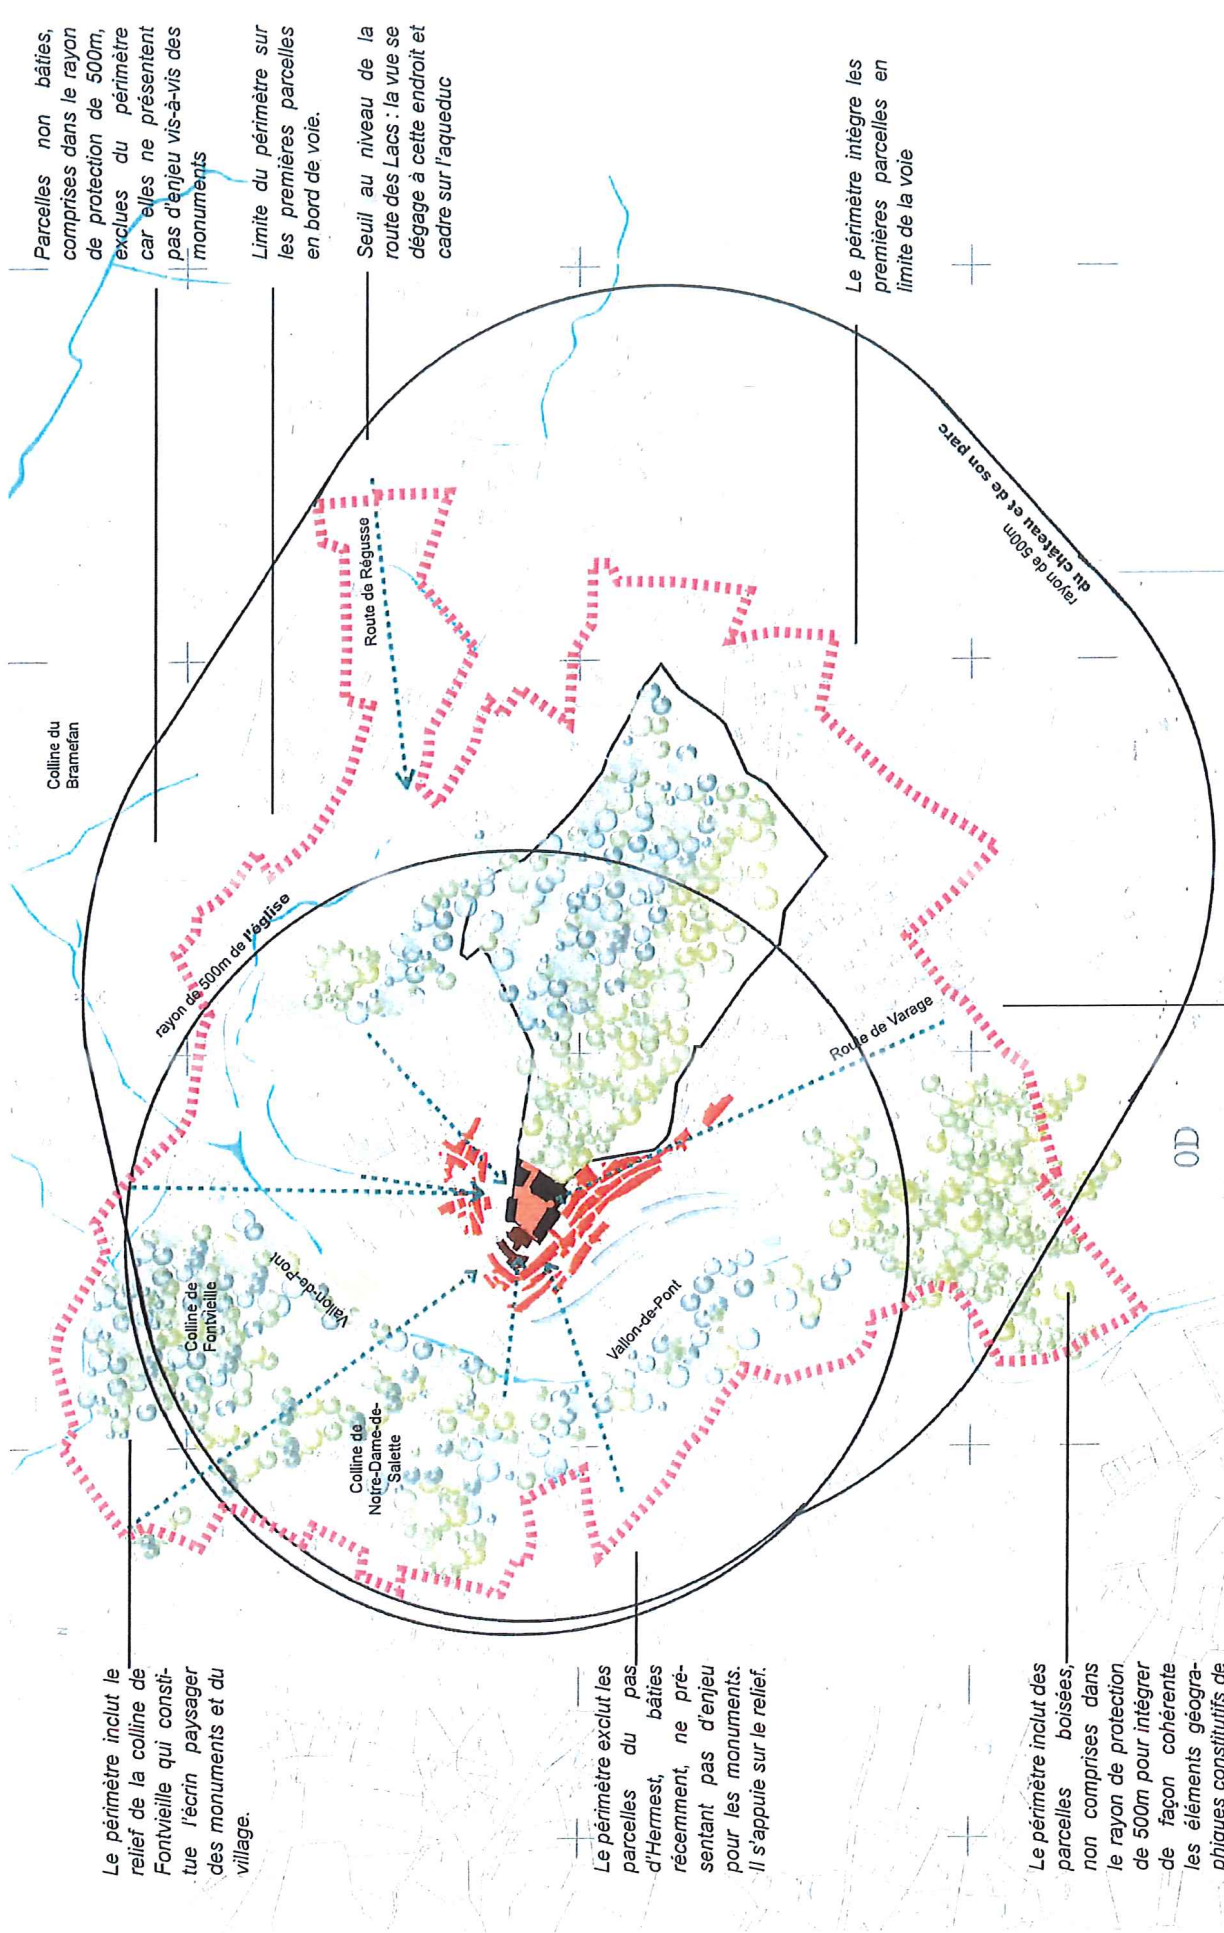 Parcelles non bâties,
comprises dans le rayon
de protection de 500m,
exclues du périmètre
car elles ne présentent
pas d'enjeu vis-à-vis des
monuments
Limite du périmètre sur
les premières parcelles
en bord de voie.
Seuil au niveau de la
route des Lacs : la vue se
dégage à cette endroit et
cadre sur l'aqueduc
Le périmètre intègre les
premières parcelles en
limite de la voie
Colline du
Bramefan
Route de Régusse
rayon de 500m de l'église
rayon de 500m
du château et de son parc
Route de Varage
Colline de
Fontvieille
Vallon-de-Pont
Colline de
Notre-Dame-de-
Salette
Vallon-de-Pont
0D
N
Le périmètre inclut le
relief de la colline de
Fontvieille qui consti-
tue l'écrin paysager
des monuments et du
village.
Le périmètre exclut les
parcelles du pas
d'Hermest, bâties
récemment, ne pré-
sentant pas d'enjeu
pour les monuments.
Il s'appuie sur le relief.
Le périmètre inclut des
parcelles boisées,
non comprises dans
le rayon de protection
de 500m pour intégrer
de façon cohérente
les éléments géogra-
phiques constitutifs de